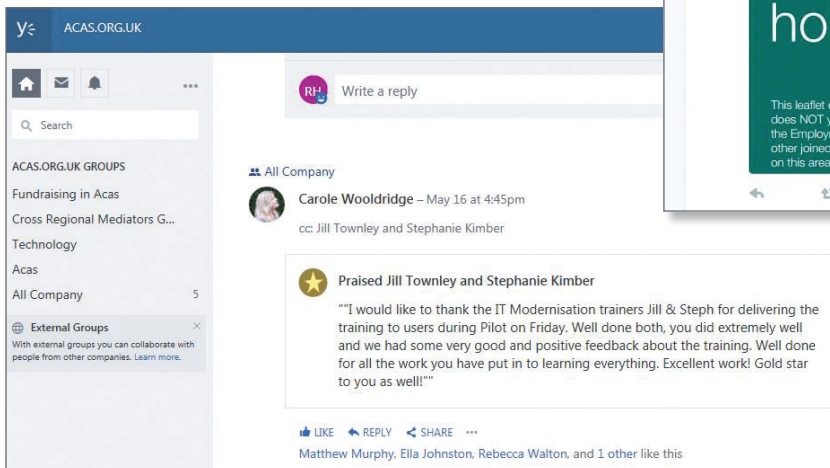 y
ACAS.ORG.UK
Search
ACAS.ORG.UK GROUPS
Fundraising in Acas
Cross Regional Mediators G...
Technology
Acas
All Company 5
External Groups
With external groups you can collaborate with
people from other companies. Learn more.
RH
Write a reply
All Company
Carole Wooldridge – May 16 at 4:45pm
cc: Jill Townley and Stephanie Kimber
Praised Jill Townley and Stephanie Kimber
""I would like to thank the IT Modernisation trainers Jill & Steph for delivering the
training to users during Pilot on Friday. Well done both, you did extremely well
and we had some very good and positive feedback about the training. Well done
for all the work you have put in to learning everything. Excellent work! Gold star
to you as well!""
LIKE REPLY SHARE
Matthew Murphy, Ella Johnston, Rebecca Walton, and 1 other like this
ho
This leaflet
does NOT
the Employ
other joined
on this area